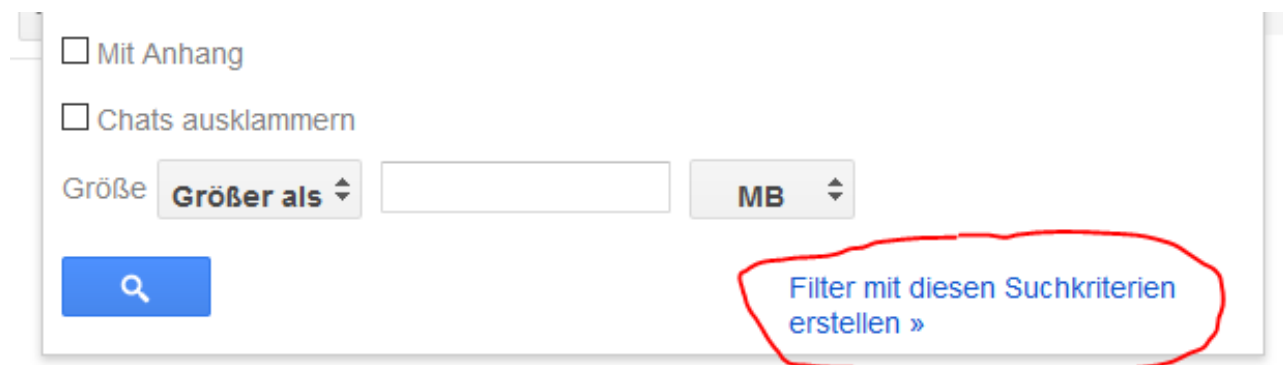 Mit Anhang
Chats ausklammern
Größe Größer als MB
Filter mit diesen Suchkriterien
erstellen »